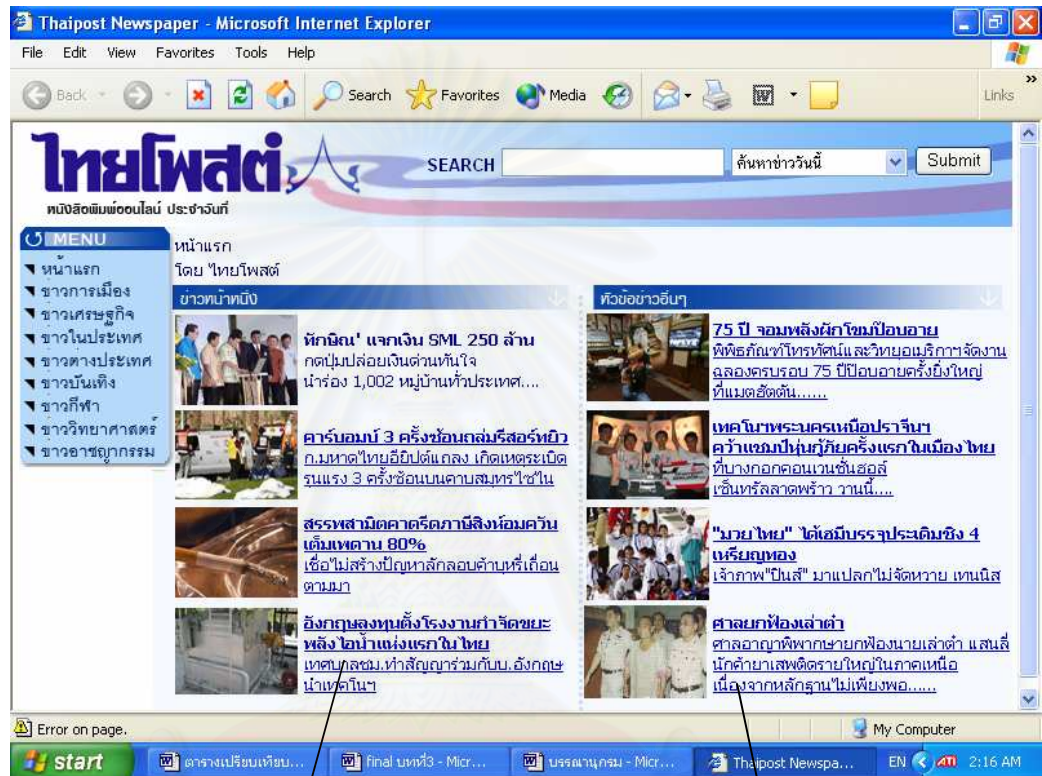 Thaipost Newspaper - Microsoft Internet Explorer
File Edit View Favorites Tools Help
Back Search Favorites Media Links
ไทยโพสต์
หนังสือพิมพ์ออนไลน์ ประจำวันที่
SEARCH ค้นหาข่าววันนี้ Submit
MENU
หน้าแรก
ข่าวการเมือง
ข่าวเศรษฐกิจ
ข่าวในประเทศ
ข่าวต่างประเทศ
ข่าวบันเทิง
ข่าวกีฬา
ข่าววิทยาศาสตร์
ข่าวอาชญากรรม
หน้าแรก
โดย ไทยโพสต์
ข่าวหน้าหนึ่ง
ทักษิณ' แจกเงิน SML 250 ล้าน
กดปุ่มปล่อยเงินด่วนทันใจ
นำร่อง 1,002 หมู่บ้านทั่วประเทศ....
คาร์บอมบ์ 3 ครั้งซ้อนถล่มรีสอร์ทยิว
ก.มหาดไทยอียิปต์แถลง เกิดเหตุระเบิด
รุนแรง 3 ครั้งซ้อนบนคาบสมุทรไซไน
สรรพสามิตคาดรีดภาษีสิงห์อมควัน
เต็มเพดาน 80%
เชื่อไม่สร้างปัญหาลักลอบค้าบุหรี่เถื่อน
ตามมา
อังกฤษลงทุนตั้งโรงงานกำจัดขยะ
พลังไอน้ำแห่งแรกในไทย
เทศบาลชม.ทำสัญญาร่วมกับบ.อังกฤษ
นำเทคโนฯ
หัวข้อข่าวอื่นๆ
75 ปี จอมพลังผักโขมป๊อบอาย
พิพิธภัณฑ์โทรทัศน์และวิทยุอเมริกาฯจัดงาน
ฉลองครบรอบ 75 ปีป๊อบอายครั้งยิ่งใหญ่
ที่แมตฮัตตัน......
เทคโนฯพระนครเหนือปราจีนฯ
คว้าแชมป์หุ่นกู้ภัยครั้งแรกในเมืองไทย
ที่บางกอกคอนเวนชั่นฮอล์
เซ็นทรัลลาดพร้าว วานนี้....
"มวยไทย" ได้เฮมีบรรจุประเดิมชิง 4
เหรียญทอง
เจ้าภาพ"ปินส์" มาแปลกไม่จัดหวาย เทนนิส
ศาลยกฟ้องเล่าต๋า
ศาลอาญาพิพากษายกฟ้องนายเล่าต๋า แสนลี่
นักค้ายาเสพติดรายใหญ่ในภาคเหนือ
เนื่องจากหลักฐานไม่เพียงพอ......
Error on page. My Computer
start ตารางเปรียบเทียบ... final บทที่3 - Micr... บรรณานุกรม - Micr... Thaipost Newspa... EN ATI 2:16 AM